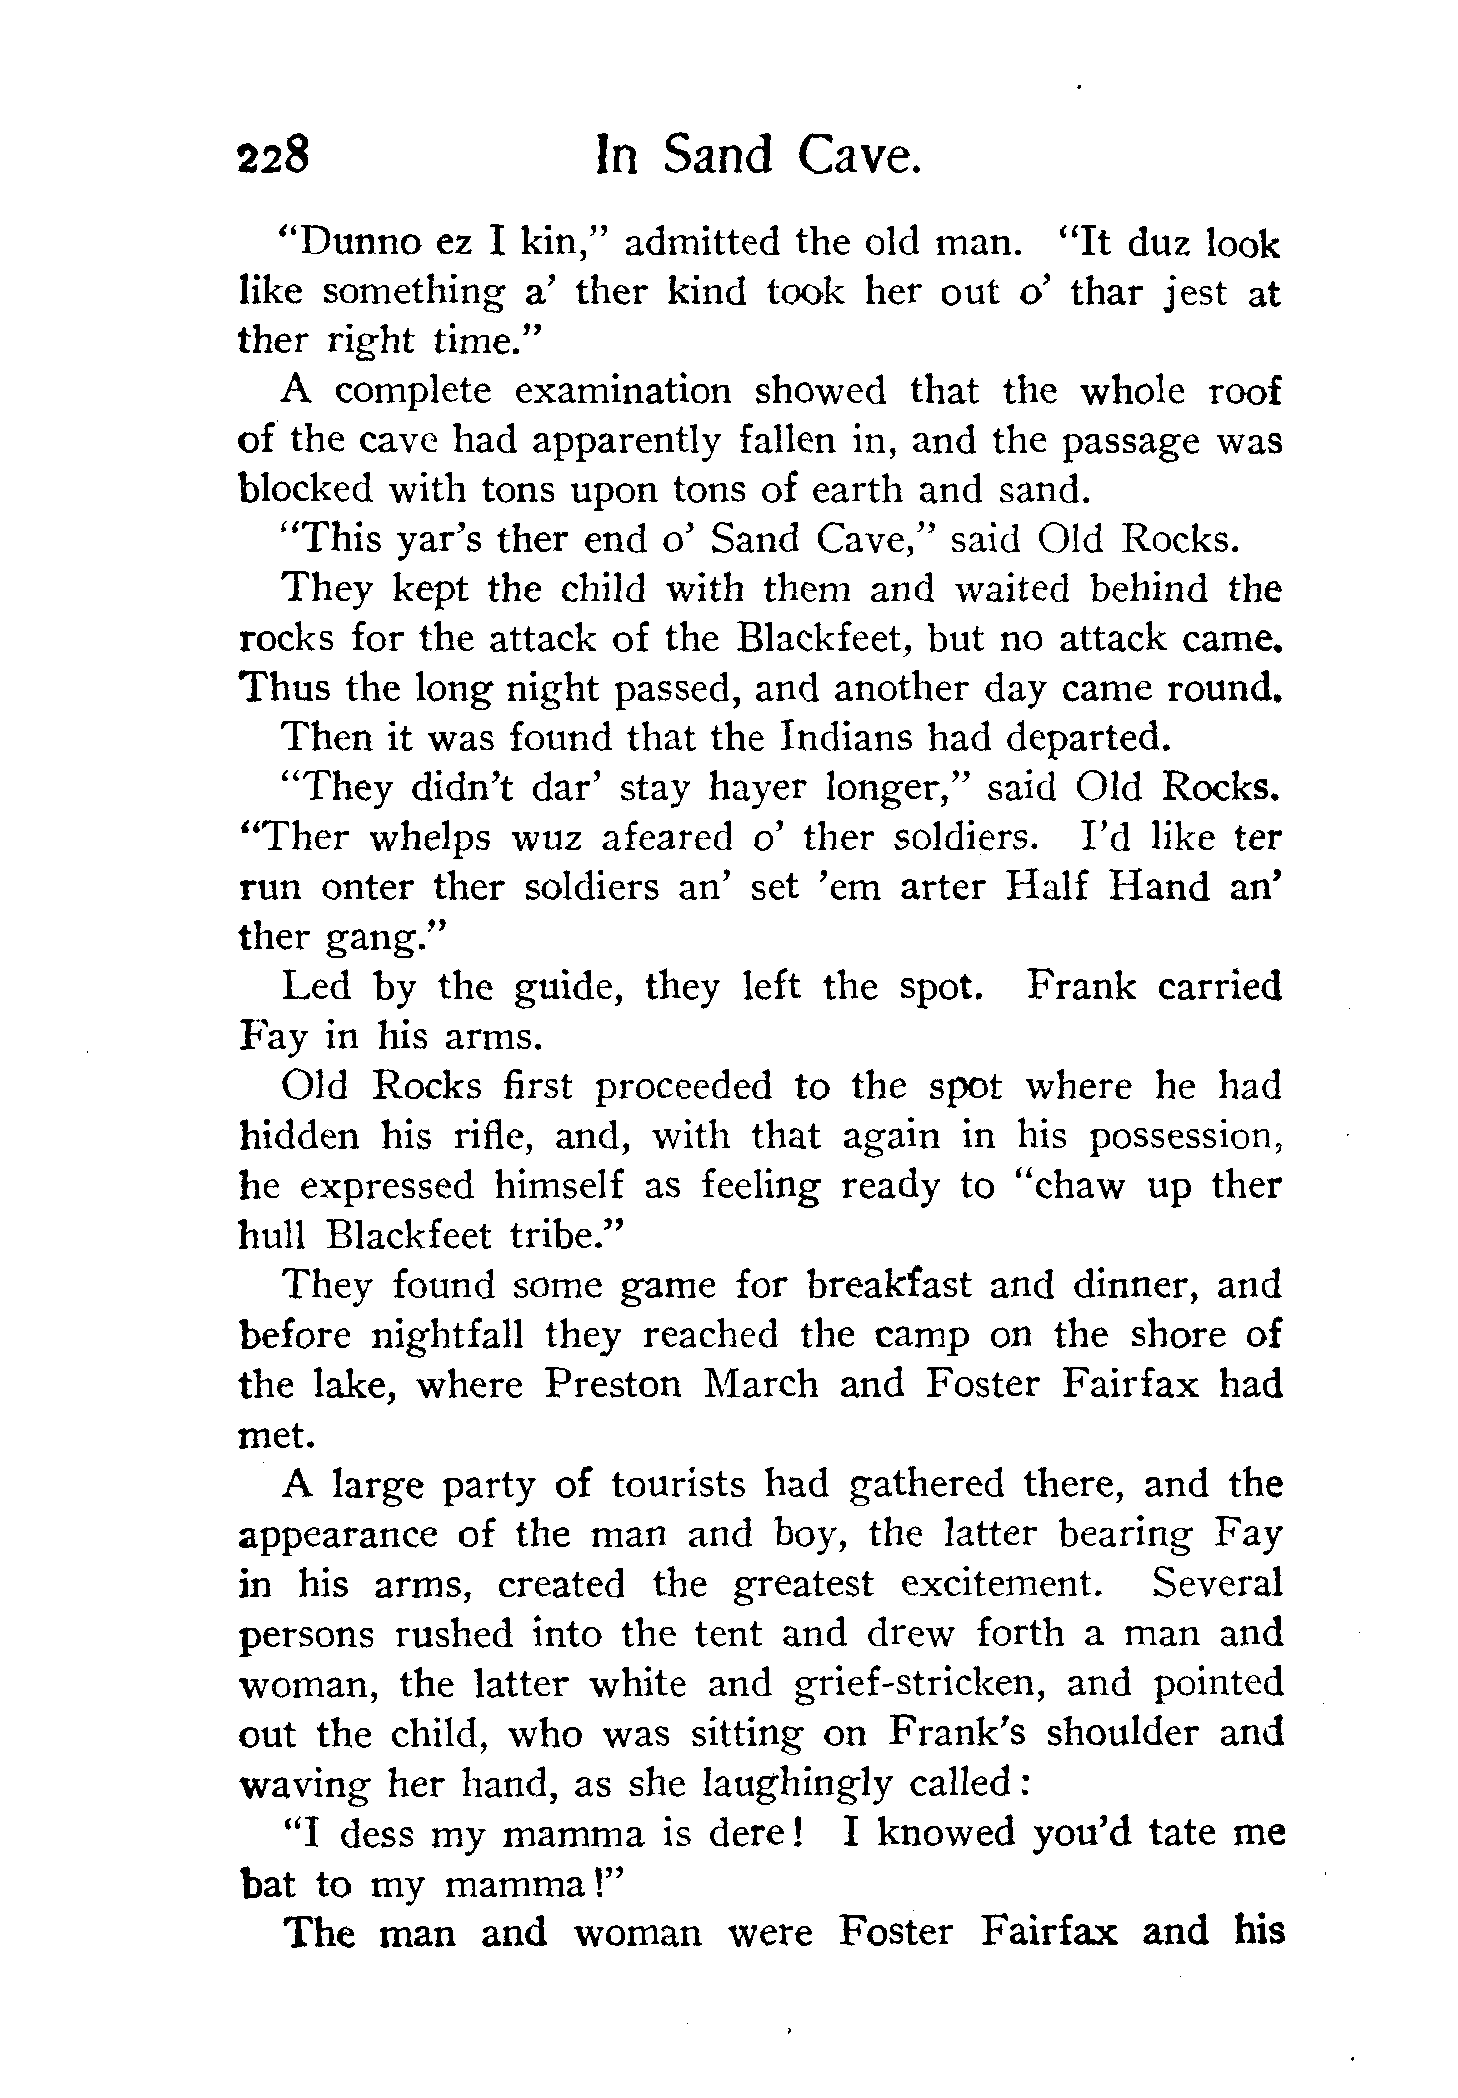 228 In Sand Cave.
“Dunno ez I kin,” admitted the old man. “It duz look
like something a’ ther kind took her out o’ thar jest at
ther right time.”
A complete examination showed that the whole roof
of the cave had apparently fallen in, and the passage was
blocked with tons upon tons of earth and sand.
“This yar’s ther end o’ Sand Cave,” said Old Rocks.
They kept the child with them and waited behind the
rocks for the attack of the Blackfeet, but no attack came.
Thus the long night passed, and another day came round.
Then it was found that the Indians had departed.
“They didn’t dar’ stay hayer longer,” said Old Rocks.
“Ther whelps wuz afeared o’ ther soldiers. I’d like ter
run onter ther soldiers an’ set ’em arter Half Hand an’
ther gang.”
Led by the guide, they left the spot. Frank carried
Fay in his arms.
Old Rocks first proceeded to the spot where he had
hidden his rifle, and, with that again in his possession,
he expressed himself as feeling ready to “chaw up ther
hull Blackfeet tribe.”
They found some game for breakfast and dinner, and
before nightfall they reached the camp on the shore of
the lake, where Preston March and Foster Fairfax had
met.
A large party of tourists had gathered there, and the
appearance of the man and boy, the latter bearing Fay
in his arms, created the greatest excitement. Several
persons rushed into the tent and drew forth a man and
woman, the latter white and grief-stricken, and pointed
out the child, who was sitting on Frank’s shoulder and
waving her hand, as she laughingly called:
“I dess my mamma is dere! I knowed you’d tate me
bat to my mamma!”
The man and woman were Foster Fairfax and his